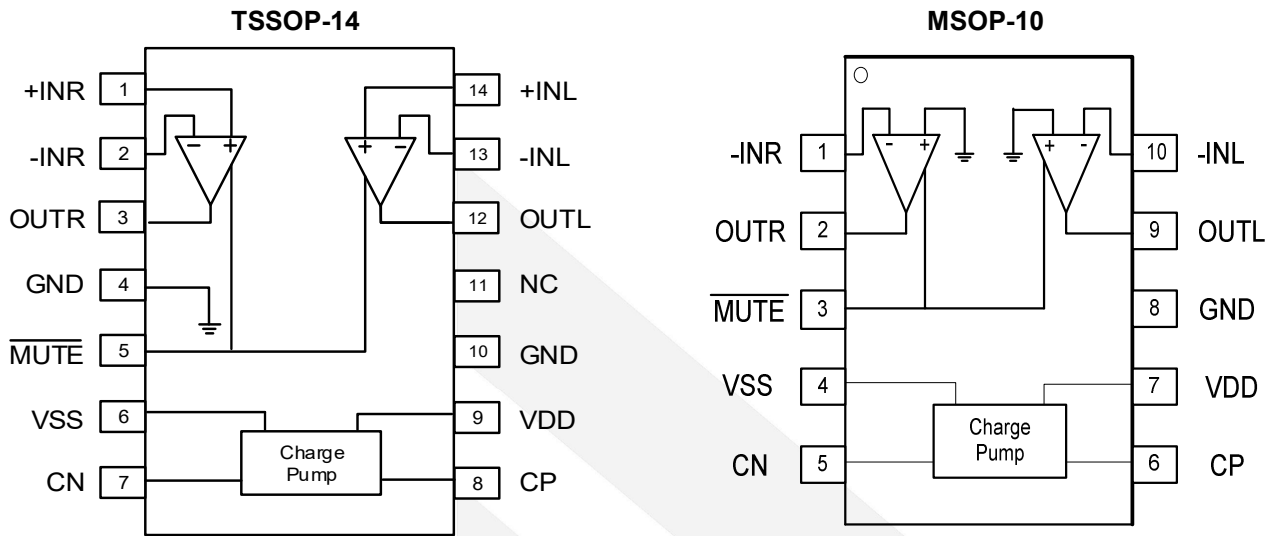 TSSOP-14
+INR 1
14 +INL
-INR 2
13 -INL
− +
+ −
OUTR 3
12 OUTL
GND 4
11 NC
MUTE 5
10 GND
VSS 6
9 VDD
Charge
Pump
CN 7
8 CP
MSOP-10
-INR 1
10 -INL
- +
+ -
OUTR 2
9 OUTL
MUTE 3
8 GND
VSS 4
7 VDD
Charge
Pump
CN 5
6 CP